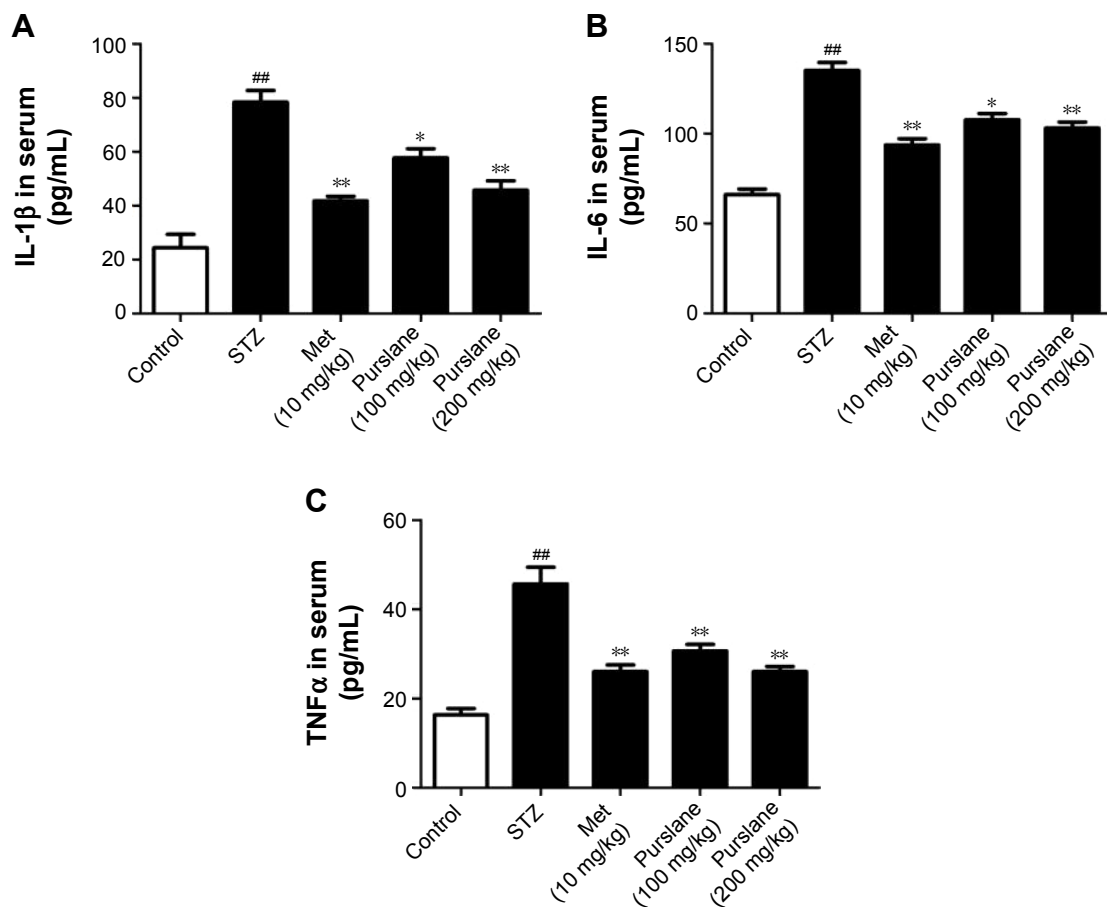 A
IL-1β in serum
(pg/mL)
100
80
60
40
20
0
##
**
*
**
Control
STZ
Met
(10 mg/kg)
Purslane
(100 mg/kg)
Purslane
(200 mg/kg)
B
IL-6 in serum
(pg/mL)
150
100
50
0
##
**
*
**
Control
STZ
Met
(10 mg/kg)
Purslane
(100 mg/kg)
Purslane
(200 mg/kg)
C
TNFα in serum
(pg/mL)
60
40
20
0
##
**
**
**
Control
STZ
Met
(10 mg/kg)
Purslane
(100 mg/kg)
Purslane
(200 mg/kg)